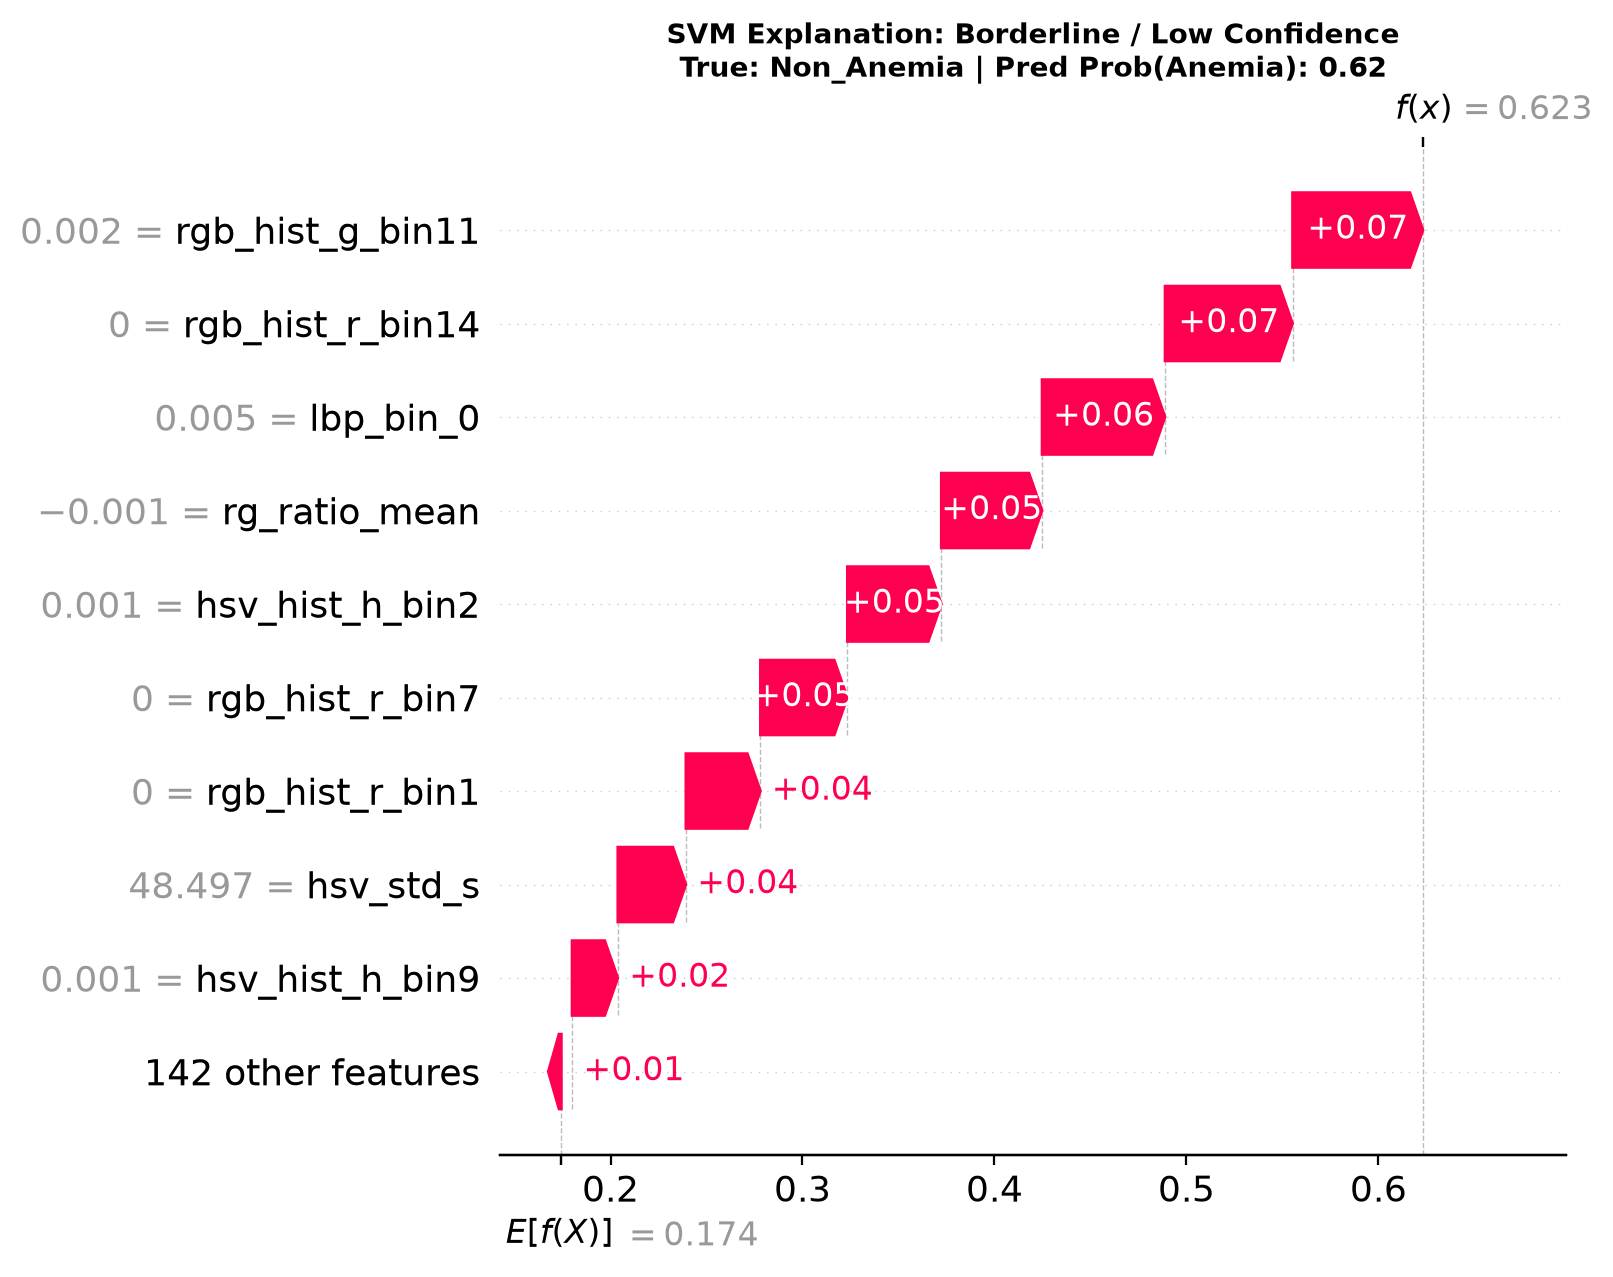 SVM Explanation: Borderline / Low Confidence
True: Non_Anemia | Pred Prob(Anemia): 0.62
f(x) = 0.623
0.002 = rgb_hist_g_bin11 +0.07
0 = rgb_hist_r_bin14 +0.07
0.005 = lbp_bin_0 +0.06
−0.001 = rg_ratio_mean +0.05
0.001 = hsv_hist_h_bin2 +0.05
0 = rgb_hist_r_bin7 +0.05
0 = rgb_hist_r_bin1 +0.04
48.497 = hsv_std_s +0.04
0.001 = hsv_hist_h_bin9 +0.02
142 other features +0.01
0.2 0.3 0.4 0.5 0.6
E[f(X)] = 0.174